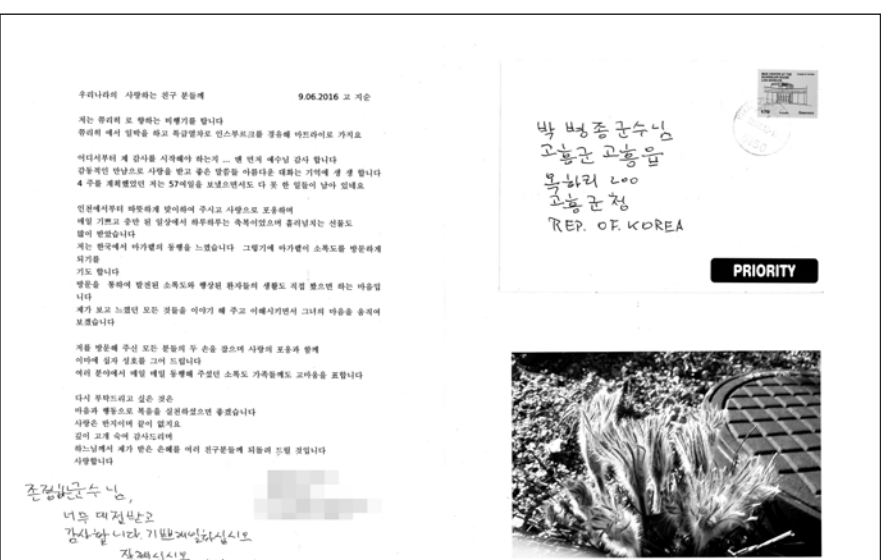 우리나라의 사랑하는 친구 분들께 9.06.2016 고 지순
저는 쮸리히 로 향하는 비행기를 탑니다
쮸리히 에서 일박을 하고 특급열차로 인스부르크를 경유해 마트라이로 가지요
어디서부터 제 감사를 시작해야 하는지 ... 맨 먼저 예수님 감사 합니다
감동적인 만남으로 사랑을 받고 좋은 말씀들 아름다운 대화는 기억에 생 생 합니다
4 주를 계획했었던 저는 57여일을 보냈으면서도 다 못 한 일들이 남아 있네요
인천에서부터 따뜻하게 맞이하여 주시고 사랑으로 포옹하며
매일 기쁘고 충만 된 일상에서 하루하루는 축복이었으며 흘러넘치는 선물도
많이 받았습니다
저는 한국에서 마가렛의 동행을 느꼈습니다 그렇기에 마가렛이 소록도를 방문하게
되기를
기도 합니다
방문을 통하여 발전된 소록도와 행상된 환자들의 생활도 직접 봤으면 하는 마음입
니다
제가 보고 느꼈던 모든 것들을 이야기 해 주고 이해시키면서 그녀의 마음을 움직여
보겠습니다
저를 방문해 주신 모든 분들의 두 손을 잡으며 사랑의 포옹과 함께
이마에 십자 성호를 그어 드립니다
여러 분야에서 매일 매일 동행해 주셨던 소록도 가족들께도 고마움을 표합니다
다시 부탁드리고 싶은 것은
마음과 행동으로 복음을 실천하셨으면 좋겠습니다
사랑은 반지이며 끝이 없지요
깊이 고개 숙여 감사드리며
하느님께서 제가 받은 은혜를 여러 친구분들께 되돌려 드릴 것입니다
사랑합니다
존경하는군수님,
너무 대접받고
감사합니다. 기쁘게일하십시오
박 병종군수님
고흥군 고흥읍
옥하리 200
고흥군청
REP. OF. KOREA
PRIORITY